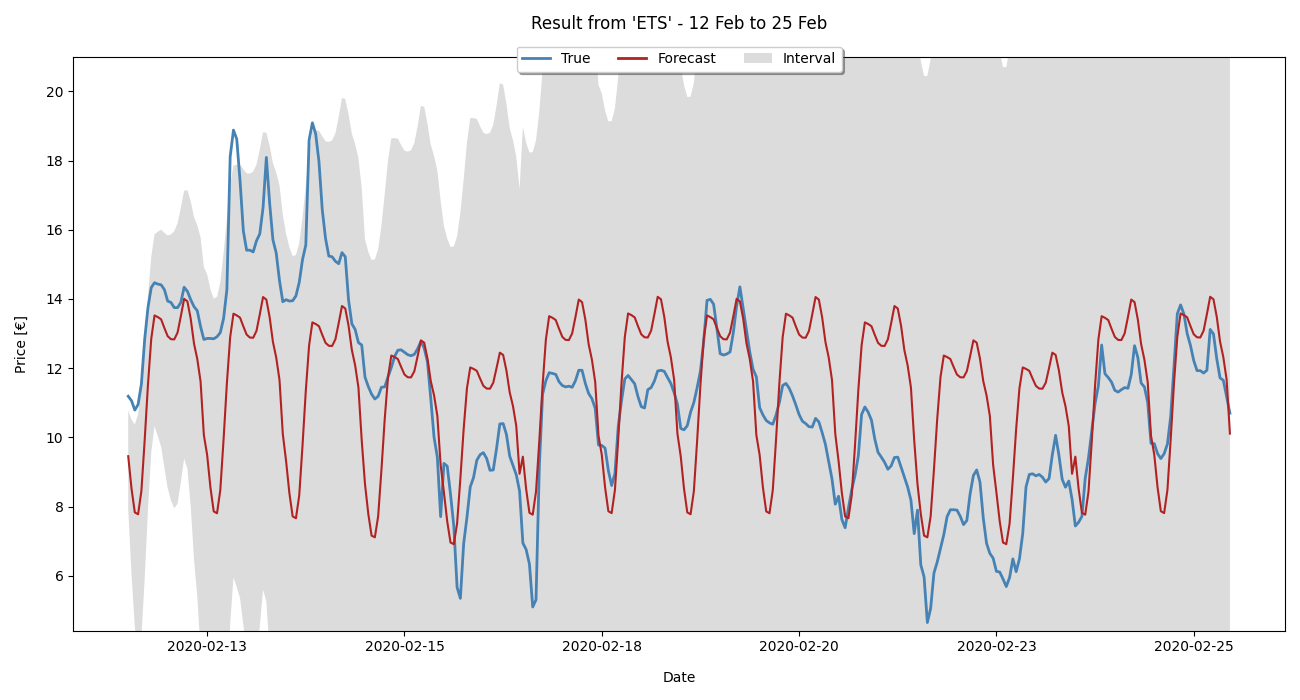 Result from 'ETS' - 12 Feb to 25 Feb
True Forecast Interval
Price [€]
20
18
16
14
12
10
8
6
2020-02-13 2020-02-15 2020-02-18 2020-02-20 2020-02-23 2020-02-25
Date